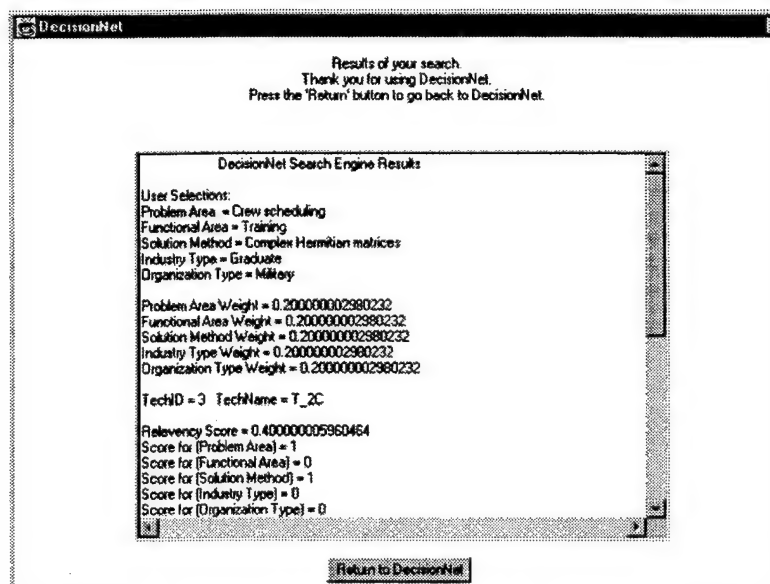 DecisionNet
Results of your search.
Thank you for using DecisionNet.
Press the 'Return' button to go back to DecisionNet.
DecisionNet Search Engine Results
User Selections:
Problem Area = Crew scheduling
Functional Area = Training
Solution Method = Complex Hermitian matrices
Industry Type = Graduate
Organization Type = Military
Problem Area Weight = 0.200000002980232
Functional Area Weight = 0.200000002980232
Solution Method Weight = 0.200000002980232
Industry Type Weight = 0.200000002980232
Organization Type Weight = 0.200000002980232
TechID = 3 TechName = T_2C
Relevency Score = 0.400000005960464
Score for (Problem Area) = 1
Score for (Functional Area) = 0
Score for (Solution Method) = 1
Score for (Industry Type) = 0
Score for (Organization Type) = 0
Return to DecisionNet